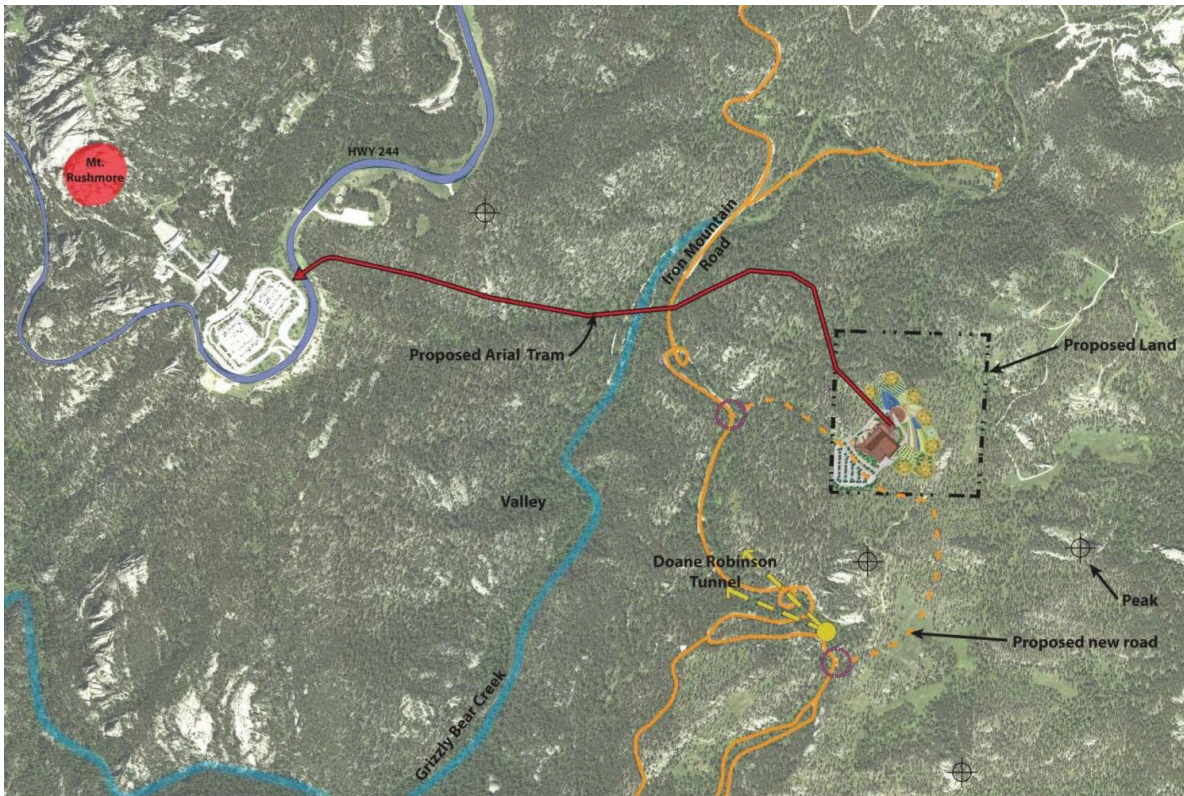 Mt.
Rushmore
HWY 244
Iron Mountain
Road
Proposed Arial Tram
Proposed Land
Valley
Doane Robinson
Tunnel
Peak
Proposed new road
Grizzly Bear Creek